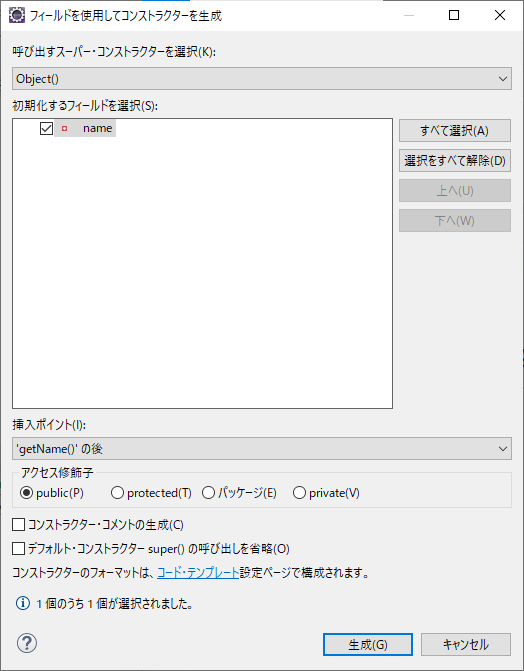 フィールドを使用してコンストラクターを生成
呼び出すスーパー・コンストラクターを選択(K):
Object()
初期化するフィールドを選択(S):
name
すべて選択(A)
選択をすべて解除(D)
上へ(U)
下へ(W)
挿入ポイント(I):
'getName()' の後
アクセス修飾子
public(P) protected(T) パッケージ(E) private(V)
コンストラクター・コメントの生成(C)
デフォルト・コンストラクター super() の呼び出しを省略(O)
コンストラクターのフォーマットは、コード・テンプレート設定ページで構成されます。
1 個のうち 1 個が選択されました。
生成(G) キャンセル